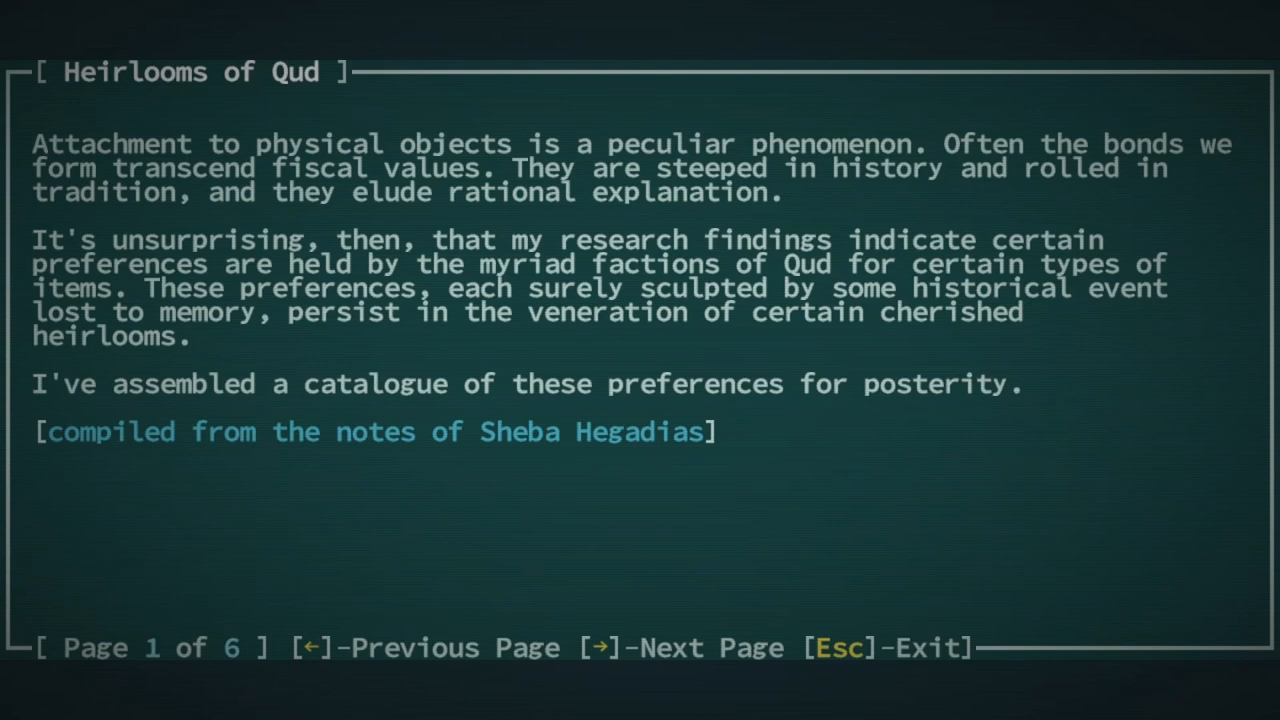 [ Heirlooms of Qud ]
Attachment to physical objects is a peculiar phenomenon. Often the bonds we
form transcend fiscal values. They are steeped in history and rolled in
tradition, and they elude rational explanation.
It's unsurprising, then, that my research findings indicate certain
preferences are held by the myriad factions of Qud for certain types of
items. These preferences, each surely sculpted by some historical event
lost to memory, persist in the veneration of certain cherished
heirlooms.
I've assembled a catalogue of these preferences for posterity.
[compiled from the notes of Sheba Hegadias]
[ Page 1 of 6 ] [←]-Previous Page [→]-Next Page [Esc]-Exit]